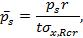 p̄ₛ = pₛr / tσₓ,Rcr,